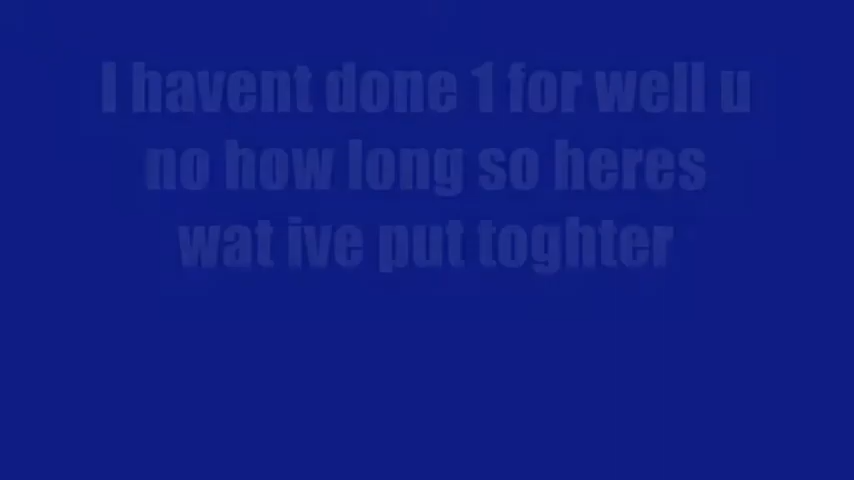 I havent done 1 for well u
no how long so heres
wat ive put toghter